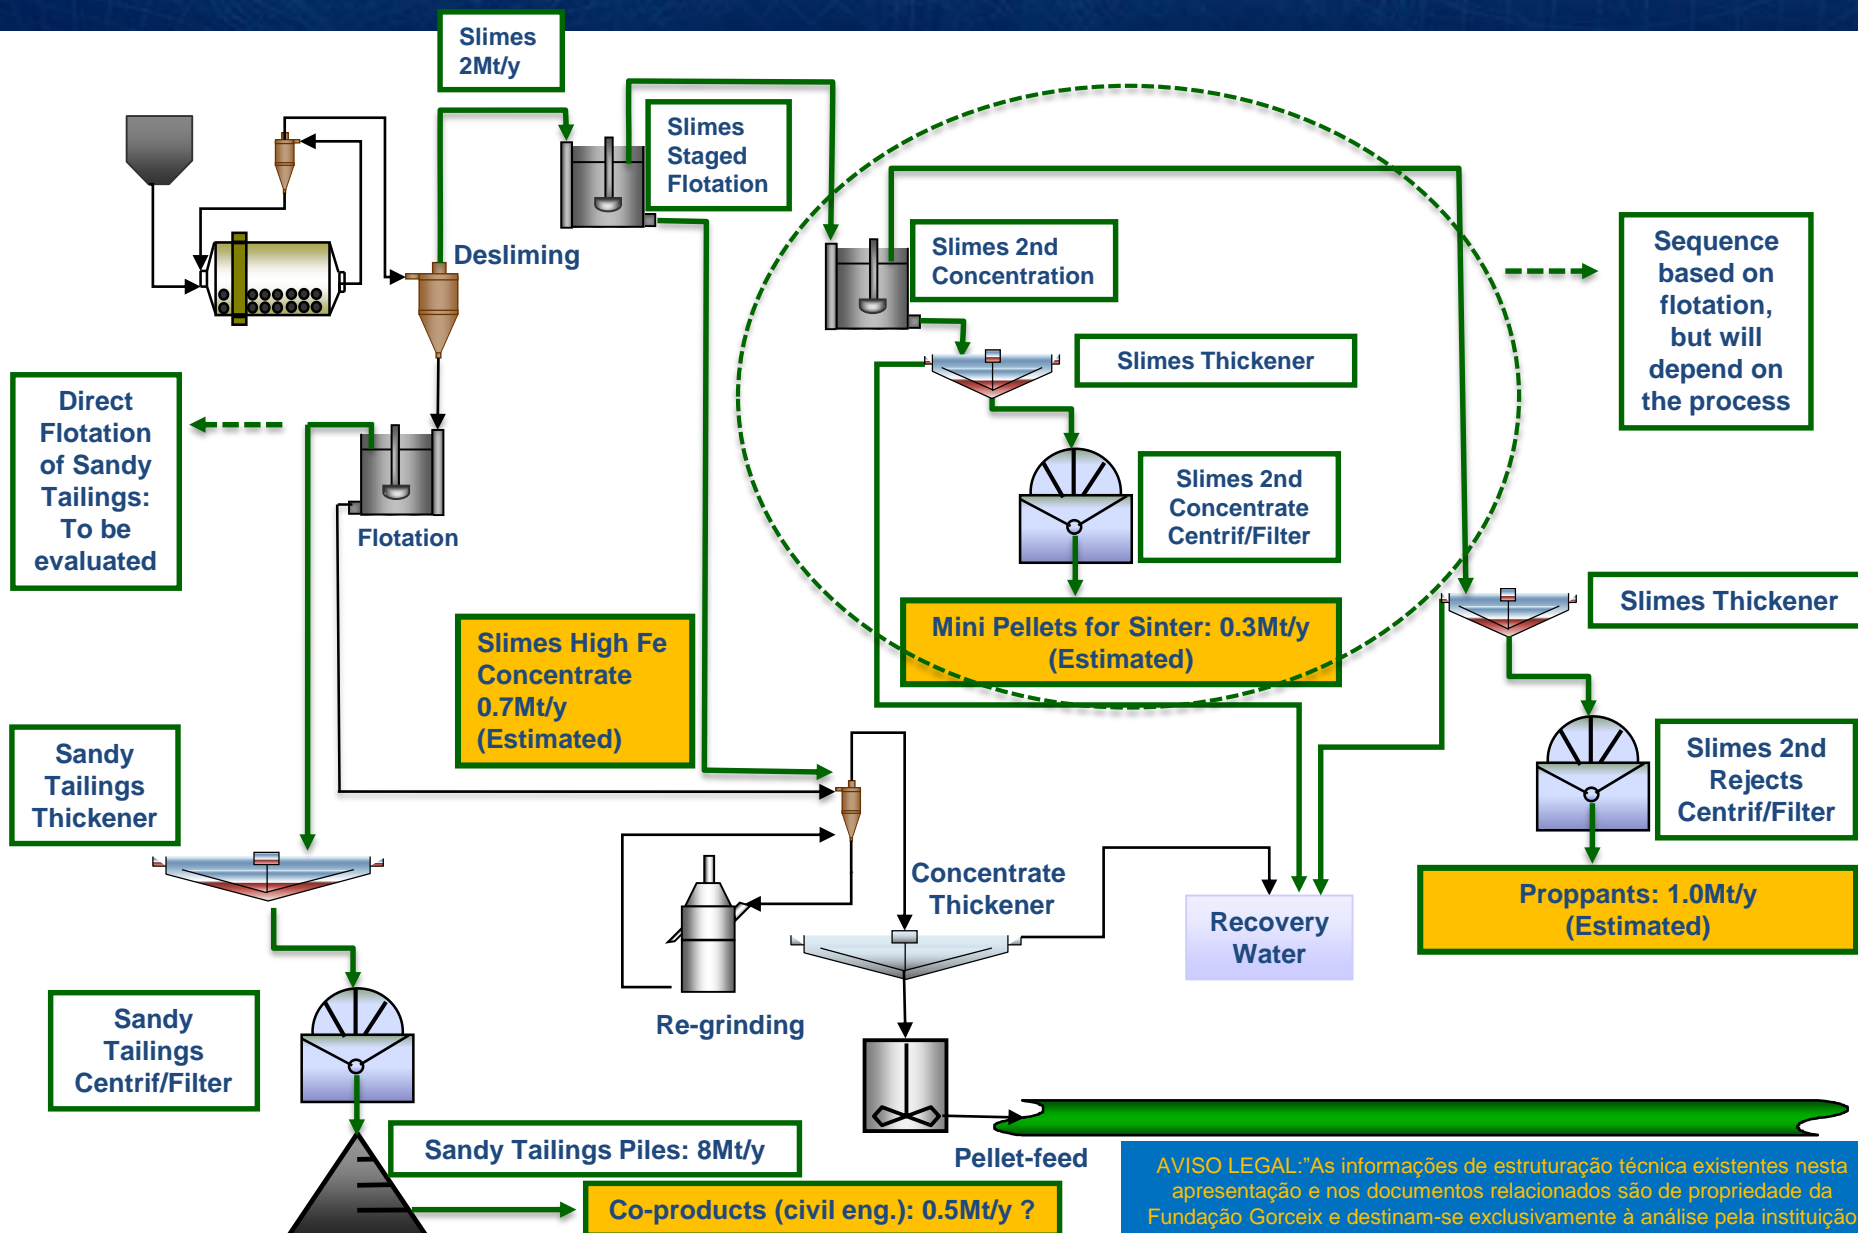 Slimes
2Mt/y
Slimes
Staged
Flotation
Desliming
Slimes 2nd
Concentration
Sequence
based on
flotation,
but will
depend on
the process
Slimes Thickener
Direct
Flotation
of Sandy
Tailings:
To be
evaluated
Flotation
Slimes 2nd
Concentrate
Centrif/Filter
Slimes Thickener
Mini Pellets for Sinter: 0.3Mt/y
(Estimated)
Slimes High Fe
Concentrate
0.7Mt/y
(Estimated)
Sandy
Tailings
Thickener
Slimes 2nd
Rejects
Centrif/Filter
Concentrate
Thickener
Proppants: 1.0Mt/y
(Estimated)
Recovery
Water
Re-grinding
Sandy
Tailings
Centrif/Filter
Sandy Tailings Piles: 8Mt/y
Pellet-feed
Co-products (civil eng.): 0.5Mt/y ?
AVISO LEGAL:"As informações de estruturação técnica existentes nesta
apresentação e nos documentos relacionados são de propriedade da
Fundação Gorceix e destinam-se exclusivamente à análise pela instituição